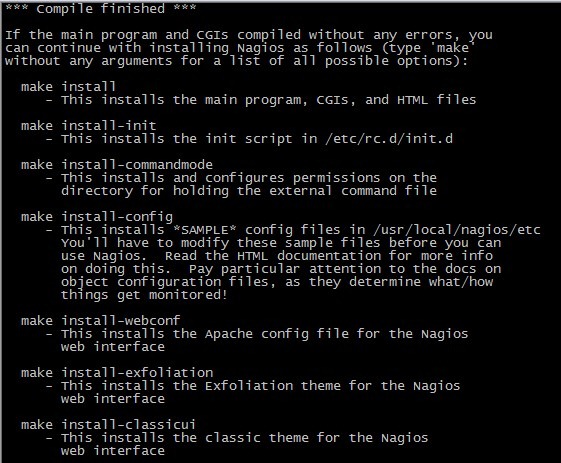 *** Compile finished ***
If the main program and CGIs compiled without any errors, you
can continue with installing Nagios as follows (type 'make'
without any arguments for a list of all possible options):
make install
- This installs the main program, CGIs, and HTML files
make install-init
- This installs the init script in /etc/rc.d/init.d
make install-commandmode
- This installs and configures permissions on the
directory for holding the external command file
make install-config
- This installs *SAMPLE* config files in /usr/local/nagios/etc
You'll have to modify these sample files before you can
use Nagios.  Read the HTML documentation for more info
on doing this.  Pay particular attention to the docs on
object configuration files, as they determine what/how
things get monitored!
make install-webconf
- This installs the Apache config file for the Nagios
web interface
make install-exfoliation
- This installs the Exfoliation theme for the Nagios
web interface
make install-classicui
- This installs the classic theme for the Nagios
web interface